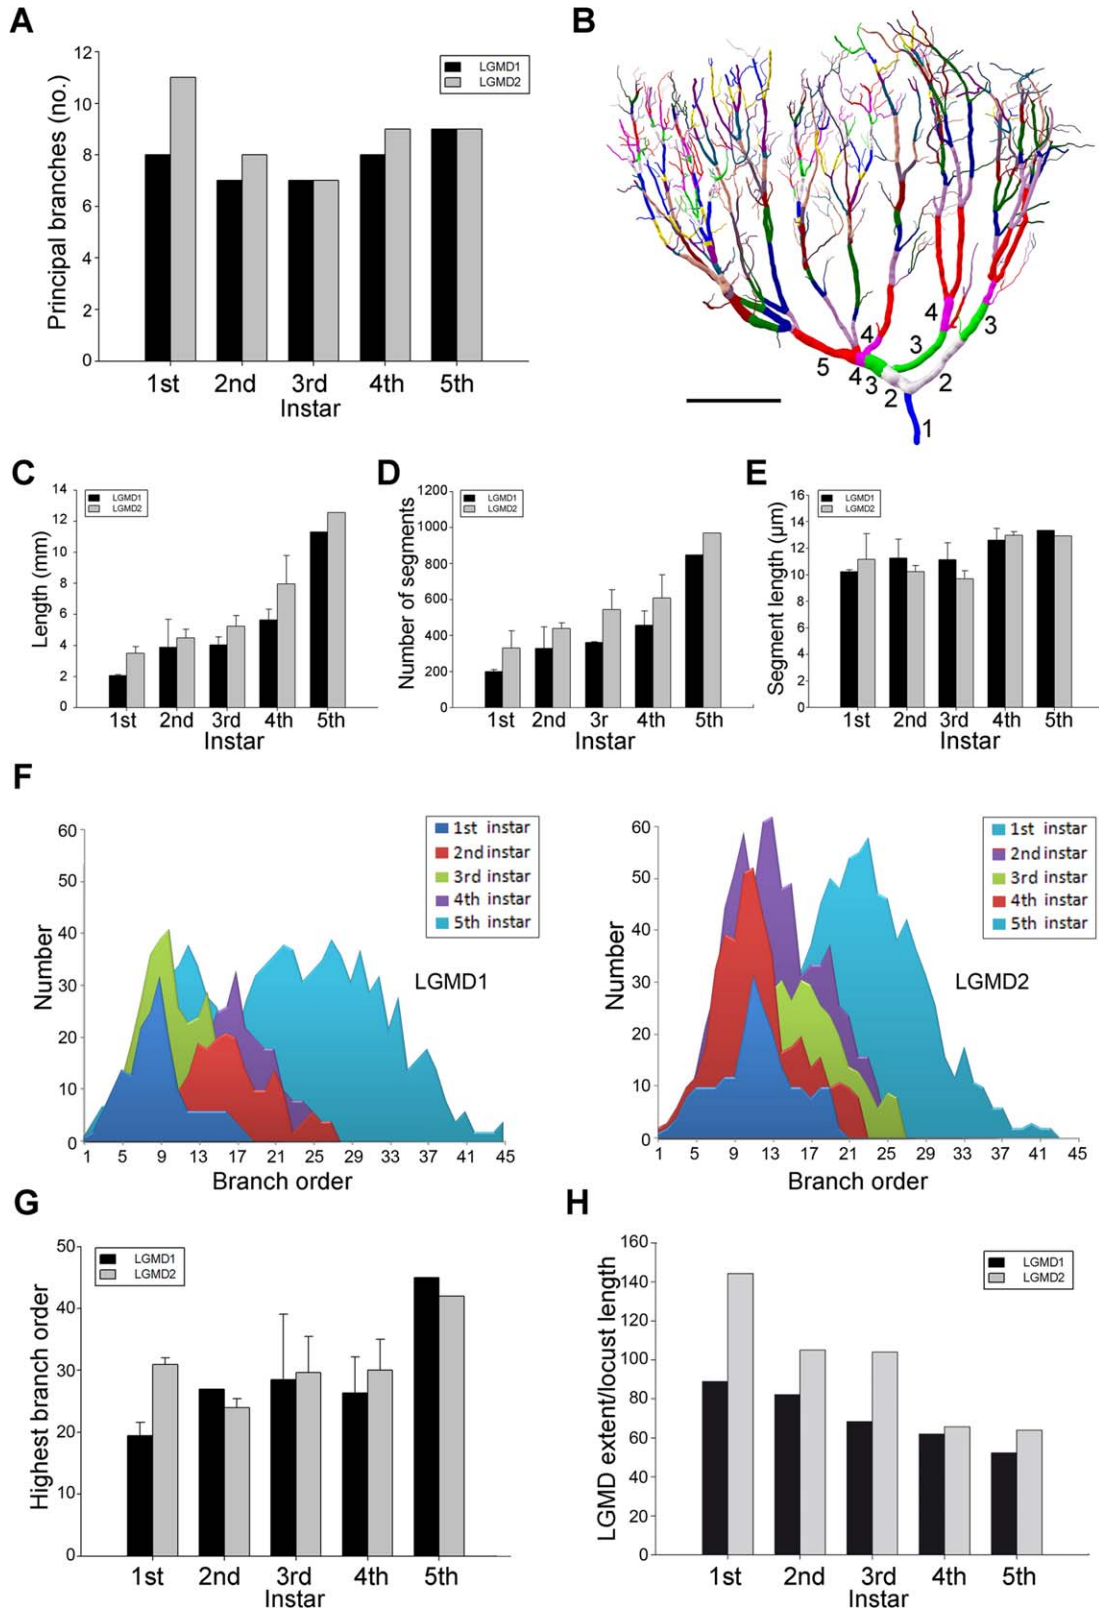 A
Principal branches (no.)
12
10
8
6
4
2
0
LGMD1
LGMD2
1st 2nd 3rd 4th 5th
Instar
B
4
4
3
3
5
4
3
2
2
1
C
Length (mm)
14
12
10
8
6
4
2
0
LGMD1
LGMD2
1st 2nd 3rd 4th 5th
Instar
D
Number of segments
1200
1000
800
600
400
200
0
LGMD1
LGMD2
1st 2nd 3r 4th 5th
Instar
E
Segment length (µm)
16
14
12
10
8
6
4
2
0
LGMD1
LGMD2
1st 2nd 3rd 4th 5th
Instar
F
Number
60
50
40
30
20
10
0
1st instar
2nd instar
3rd instar
4th instar
5th instar
LGMD1
1 5 9 13 17 21 25 29 33 37 41 45
Branch order
Number
60
50
40
30
20
10
0
1st instar
2nd instar
3rd instar
4th instar
5th instar
LGMD2
1 5 9 13 17 21 25 29 33 37 41 45
Branch order
G
Highest branch order
50
40
30
20
10
0
LGMD1
LGMD2
1st 2nd 3rd 4th 5th
Instar
H
LGMD extent/locust length
160
140
120
100
80
60
40
20
0
LGMD1
LGMD2
1st 2nd 3rd 4th 5th
Instar